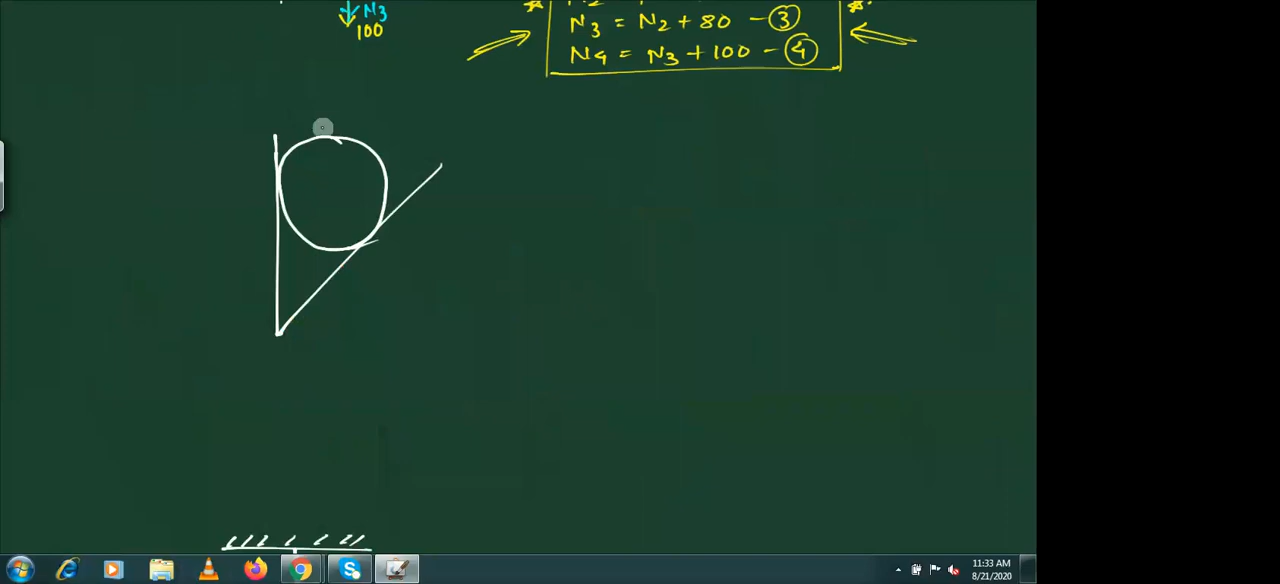 N3
100
N3 = N2 + 80 - ③
N4 = N3 + 100 - ④
11:33 AM
8/21/2020